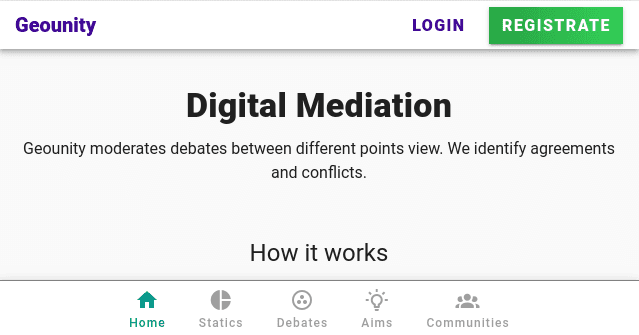 Geounity
LOGIN
REGISTRATE
Digital Mediation
Geounity moderates debates between different points view. We identify agreements
and conflicts.
How it works
Home
Statics
Debates
Aims
Communities